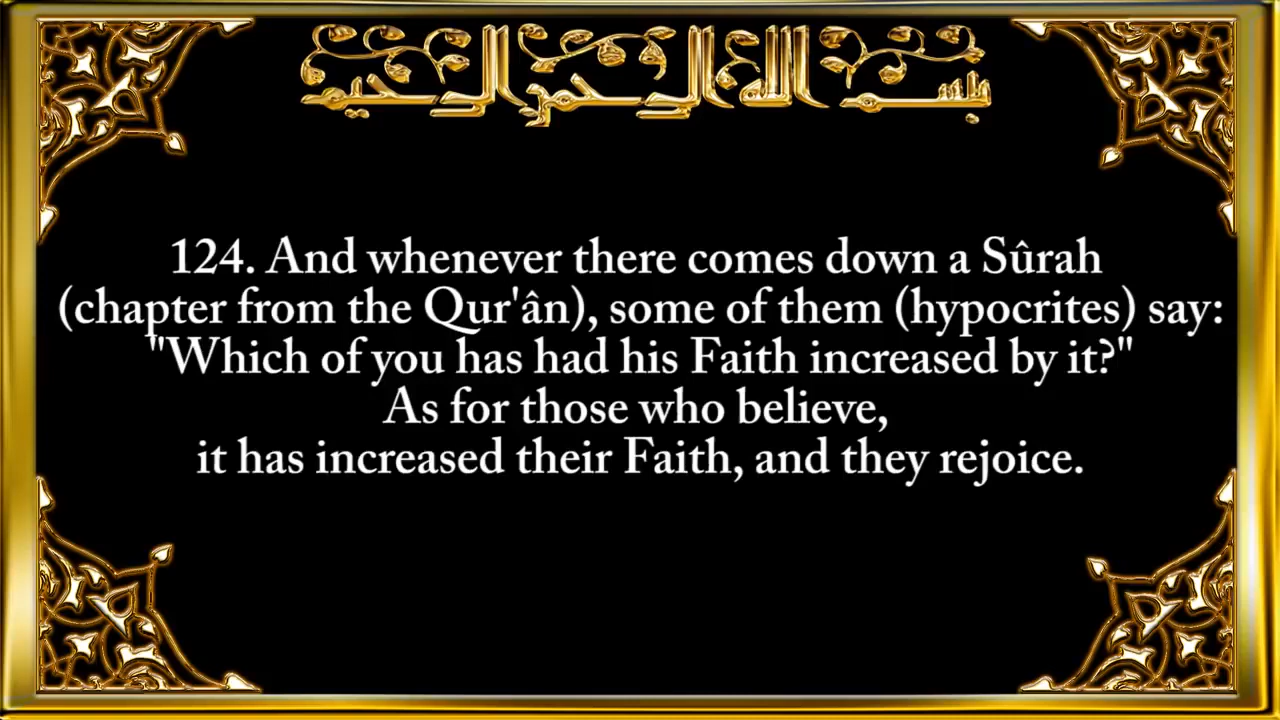 بسم الله الرحمن الرحيم
124. And whenever there comes down a Sûrah
(chapter from the Qur'ân), some of them (hypocrites) say:
"Which of you has had his Faith increased by it?"
As for those who believe,
it has increased their Faith, and they rejoice.